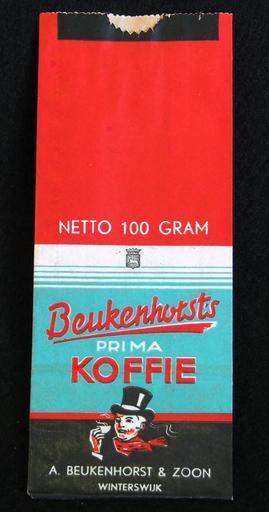 NETTO 100 GRAM
Beukenhorsts
PRIMA
KOFFIE
A. BEUKENHORST & ZOON
WINTERSWIJK